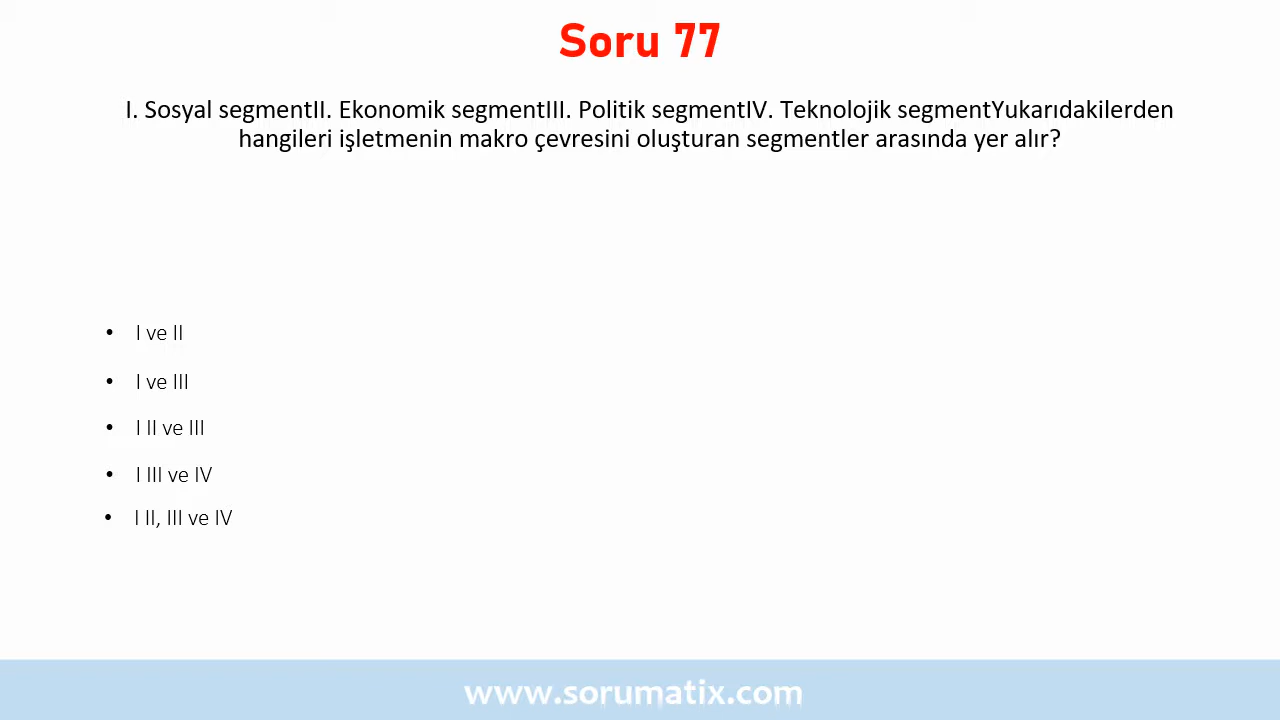 Soru 77
I. Sosyal segmentII. Ekonomik segmentIII. Politik segmentIV. Teknolojik segmentYukarıdakilerden
hangileri işletmenin makro çevresini oluşturan segmentler arasında yer alır?
• I ve II
• I ve III
• I II ve III
• I III ve IV
• I II, III ve IV
www.sorumatix.com